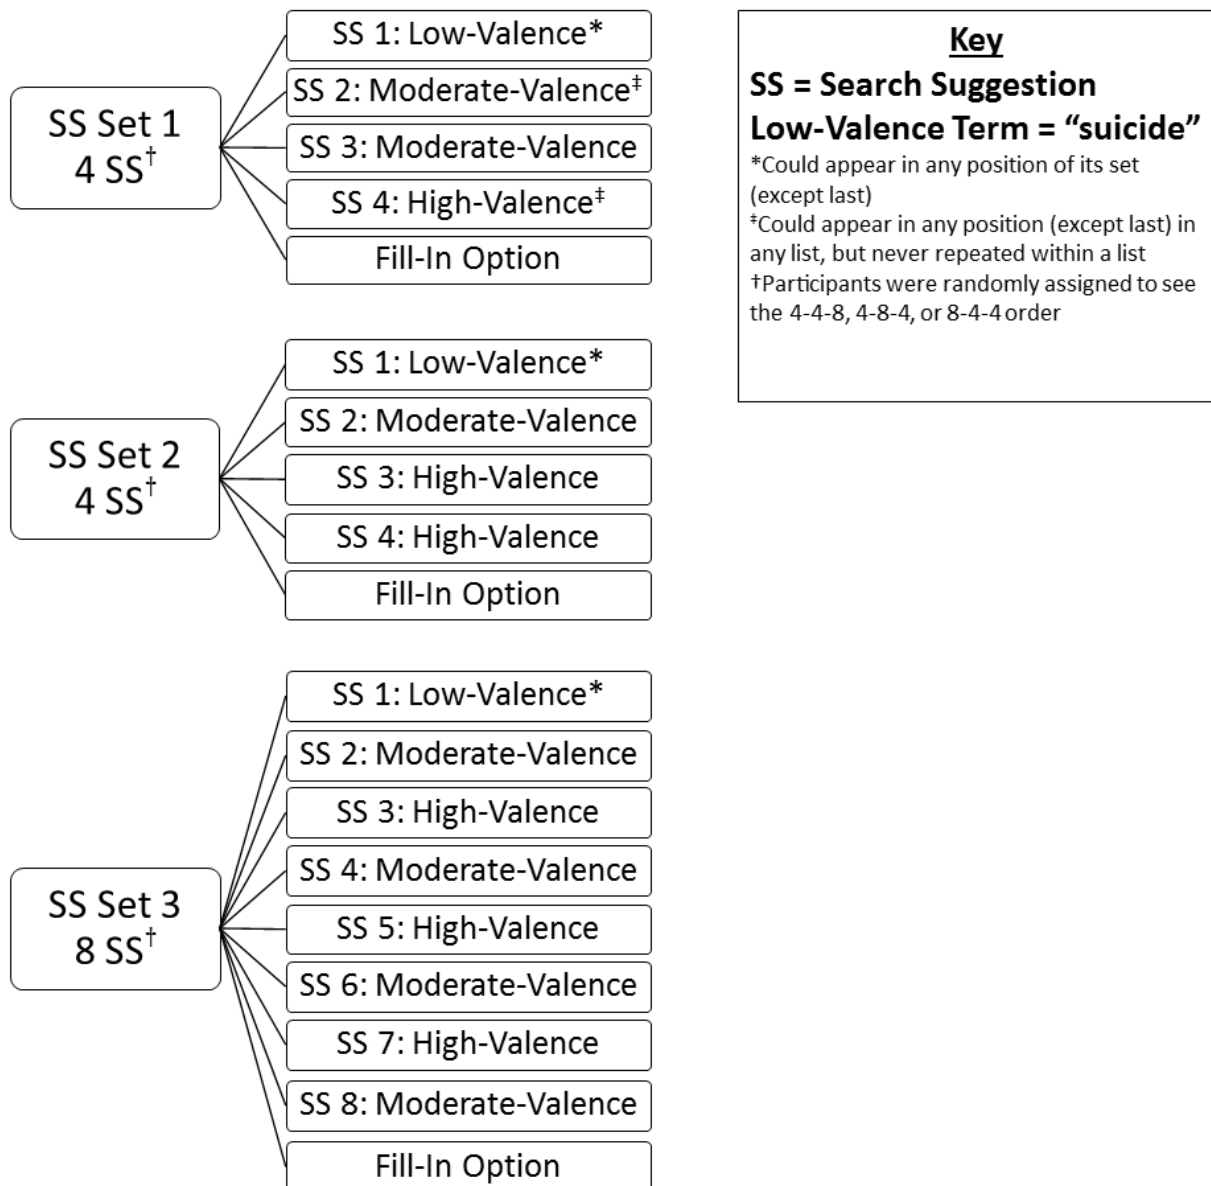 SS Set 1
4 SS†
SS 1: Low-Valence*
SS 2: Moderate-Valence‡
SS 3: Moderate-Valence
SS 4: High-Valence‡
Fill-In Option
SS Set 2
4 SS†
SS 1: Low-Valence*
SS 2: Moderate-Valence
SS 3: High-Valence
SS 4: High-Valence
Fill-In Option
SS Set 3
8 SS†
SS 1: Low-Valence*
SS 2: Moderate-Valence
SS 3: High-Valence
SS 4: Moderate-Valence
SS 5: High-Valence
SS 6: Moderate-Valence
SS 7: High-Valence
SS 8: Moderate-Valence
Fill-In Option
Key
SS = Search Suggestion
Low-Valence Term = “suicide”
*Could appear in any position of its set
(except last)
‡Could appear in any position (except last) in
any list, but never repeated within a list
†Participants were randomly assigned to see
the 4-4-8, 4-8-4, or 8-4-4 order